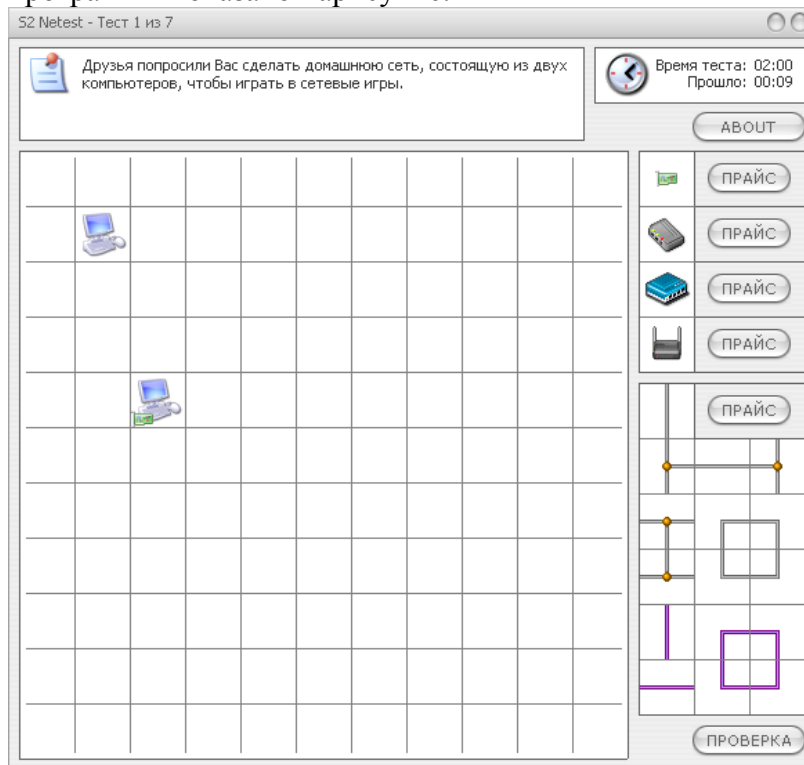 S2 Netest - Тест 1 из 7
Друзья попросили Вас сделать домашнюю сеть, состоящую из двух
компьютеров, чтобы играть в сетевые игры.
Время теста: 02:00
Прошло: 00:09
ABOUT
ПРАЙС
ПРАЙС
ПРАЙС
ПРАЙС
ПРАЙС
ПРОВЕРКА